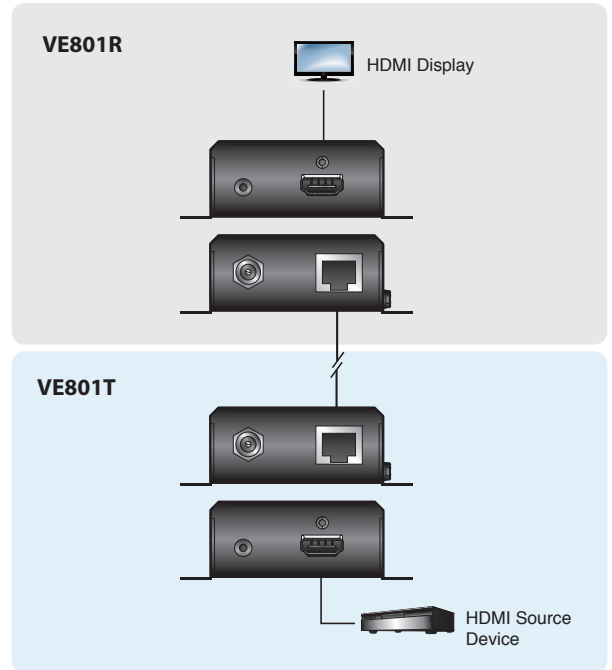 VE801R
HDMI Display
VE801T
HDMI Source
Device